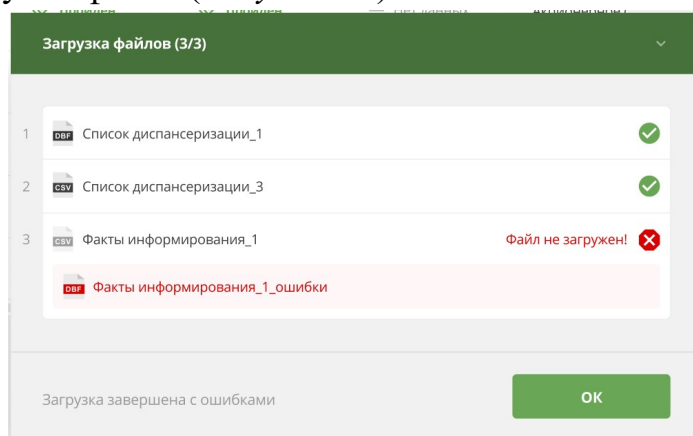 Загрузка файлов (3/3)
1 DBF Список диспансеризации_1
2 CSV Список диспансеризации_3
3 CSV Факты информирования_1 Файл не загружен!
DBF Факты информирования_1_ошибки
Загрузка завершена с ошибками ОК